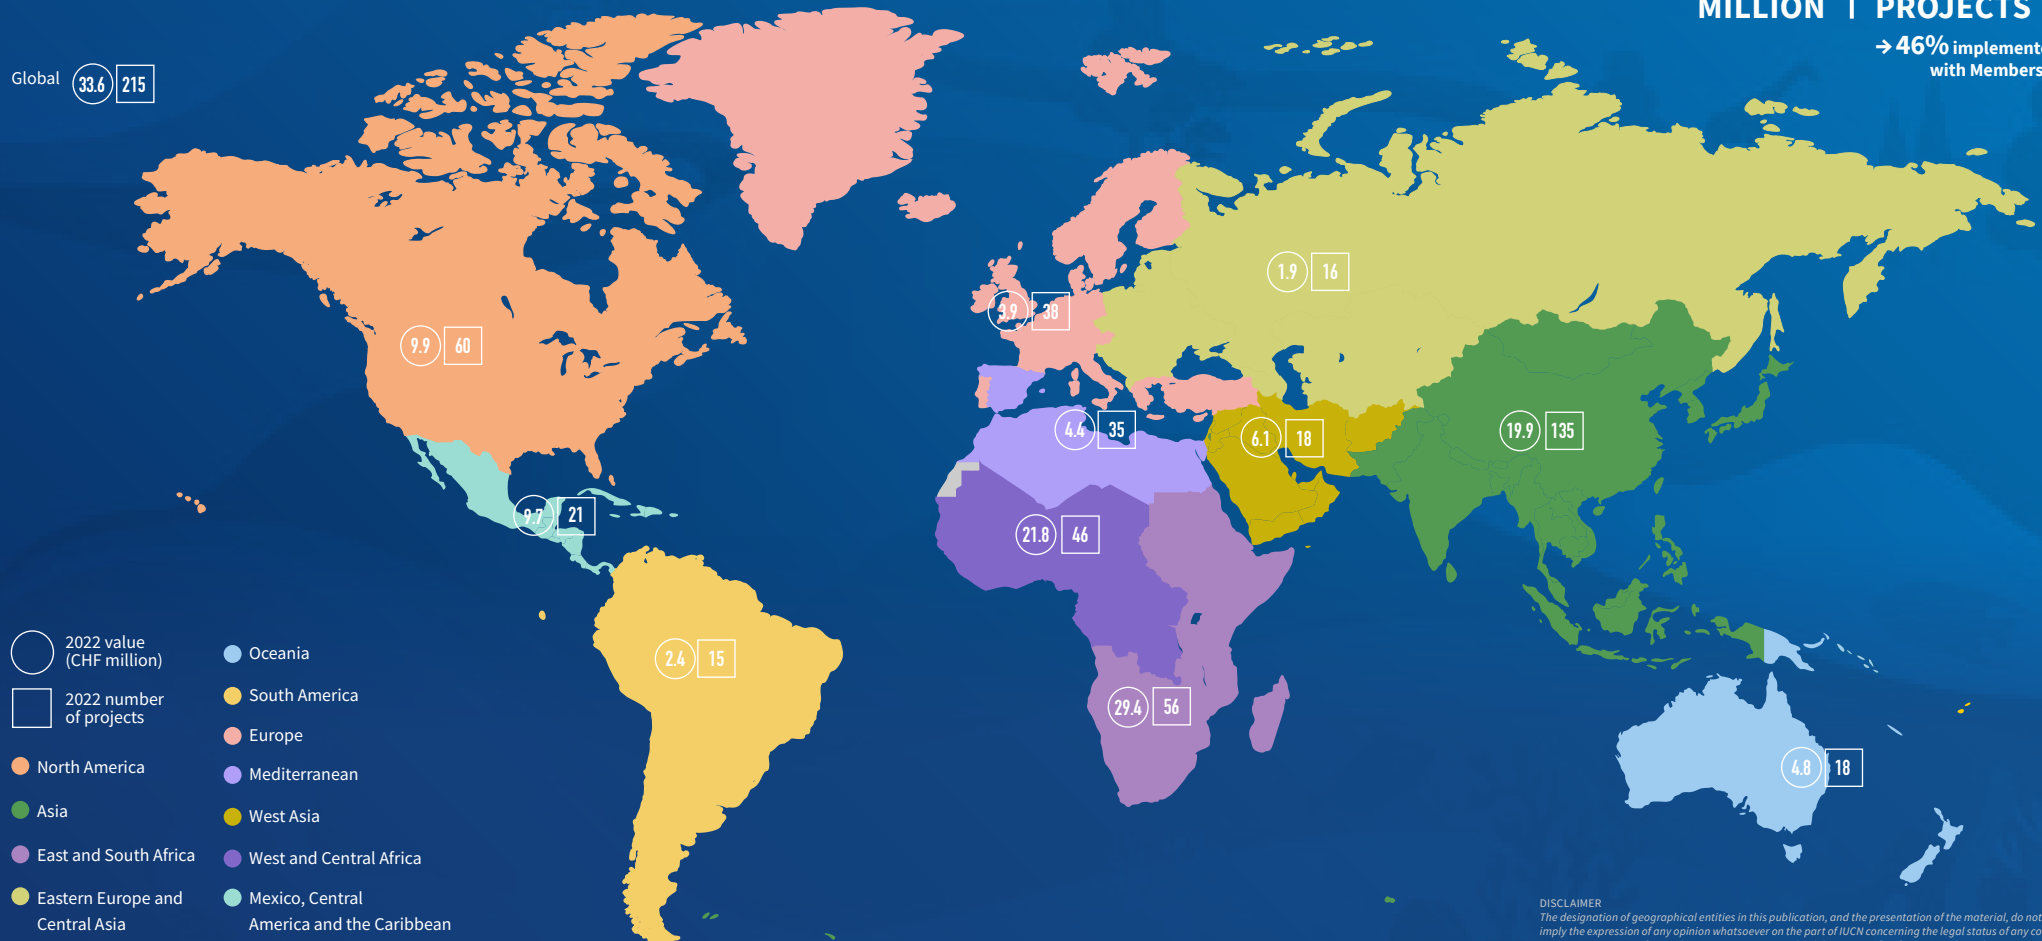 MILLION | PROJECTS
→ 46% implemente
with Members
Global 33.6 215
1.9 16
3.9 38
9.9 60
4.4 35
6.1 18
19.9 135
9.7 21
21.8 46
2.4 15
29.4 56
4.8 18
2022 value
(CHF million)
2022 number
of projects
North America
Asia
East and South Africa
Eastern Europe and
Central Asia
Oceania
South America
Europe
Mediterranean
West Asia
West and Central Africa
Mexico, Central
America and the Caribbean
DISCLAIMER
The designation of geographical entities in this publication, and the presentation of the material, do not
imply the expression of any opinion whatsoever on the part of IUCN concerning the legal status of any co